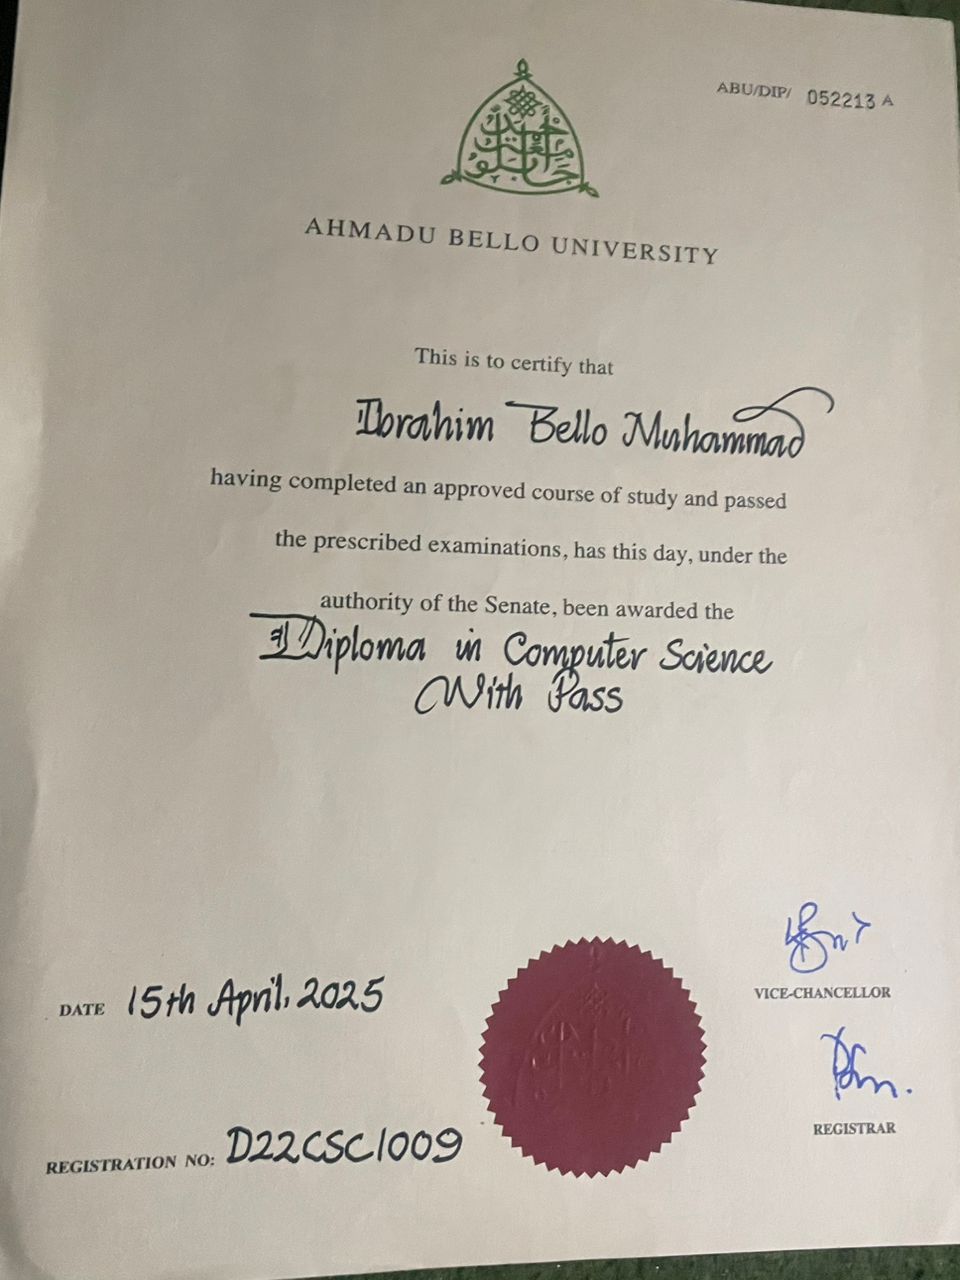 ABU/DIP/ 052213 A
AHMADU BELLO UNIVERSITY
This is to certify that
Ibrahim Bello Muhammad
having completed an approved course of study and passed
the prescribed examinations, has this day, under the
authority of the Senate, been awarded the
Diploma in Computer Science
With Pass
DATE 15th April, 2025
VICE-CHANCELLOR
REGISTRAR
REGISTRATION NO: D22CSC1009